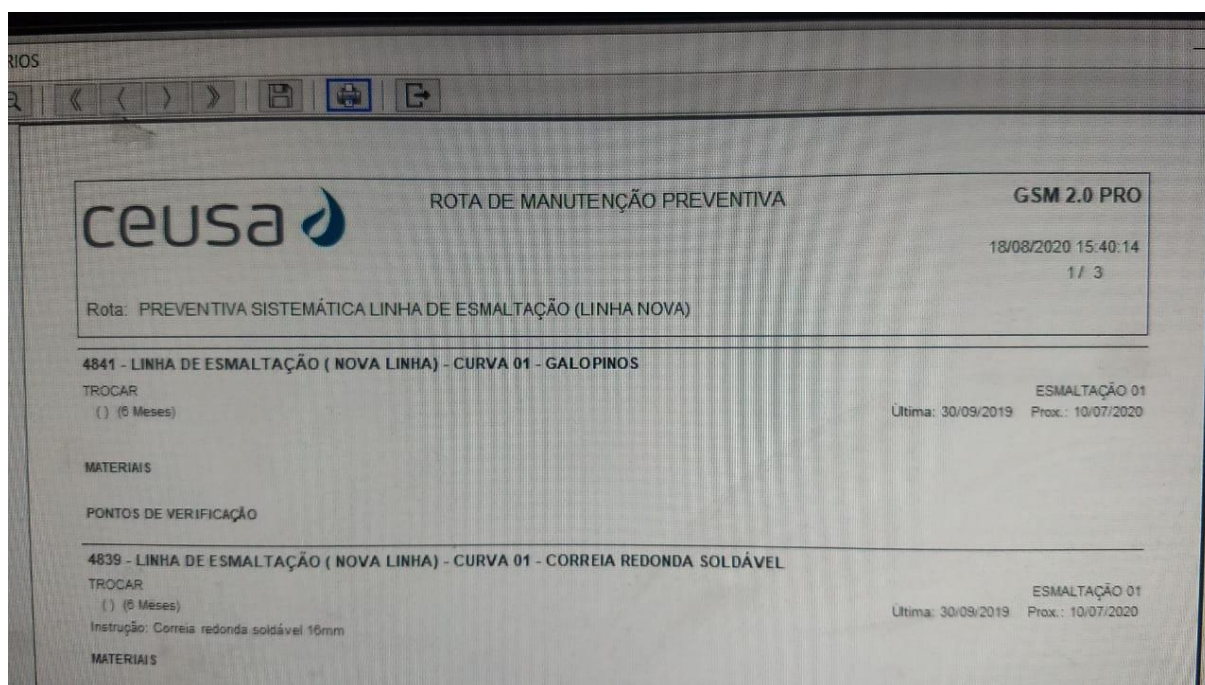 RIOS
ceusa
ROTA DE MANUTENÇÃO PREVENTIVA
GSM 2.0 PRO
18/08/2020 15:40:14
1/ 3
Rota: PREVENTIVA SISTEMÁTICA LINHA DE ESMALTAÇÃO (LINHA NOVA)
4841 - LINHA DE ESMALTAÇÃO ( NOVA LINHA) - CURVA 01 - GALOPINOS
TROCAR
ESMALTAÇÃO 01
( ) (6 Meses)
Última: 30/09/2019 Prox.: 10/07/2020
MATERIAIS
PONTOS DE VERIFICAÇÃO
4839 - LINHA DE ESMALTAÇÃO ( NOVA LINHA) - CURVA 01 - CORREIA REDONDA SOLDÁVEL
TROCAR
ESMALTAÇÃO 01
( ) (6 Meses)
Última: 30/09/2019 Prox.: 10/07/2020
Instrução: Correia redonda soldável 16mm
MATERIAIS